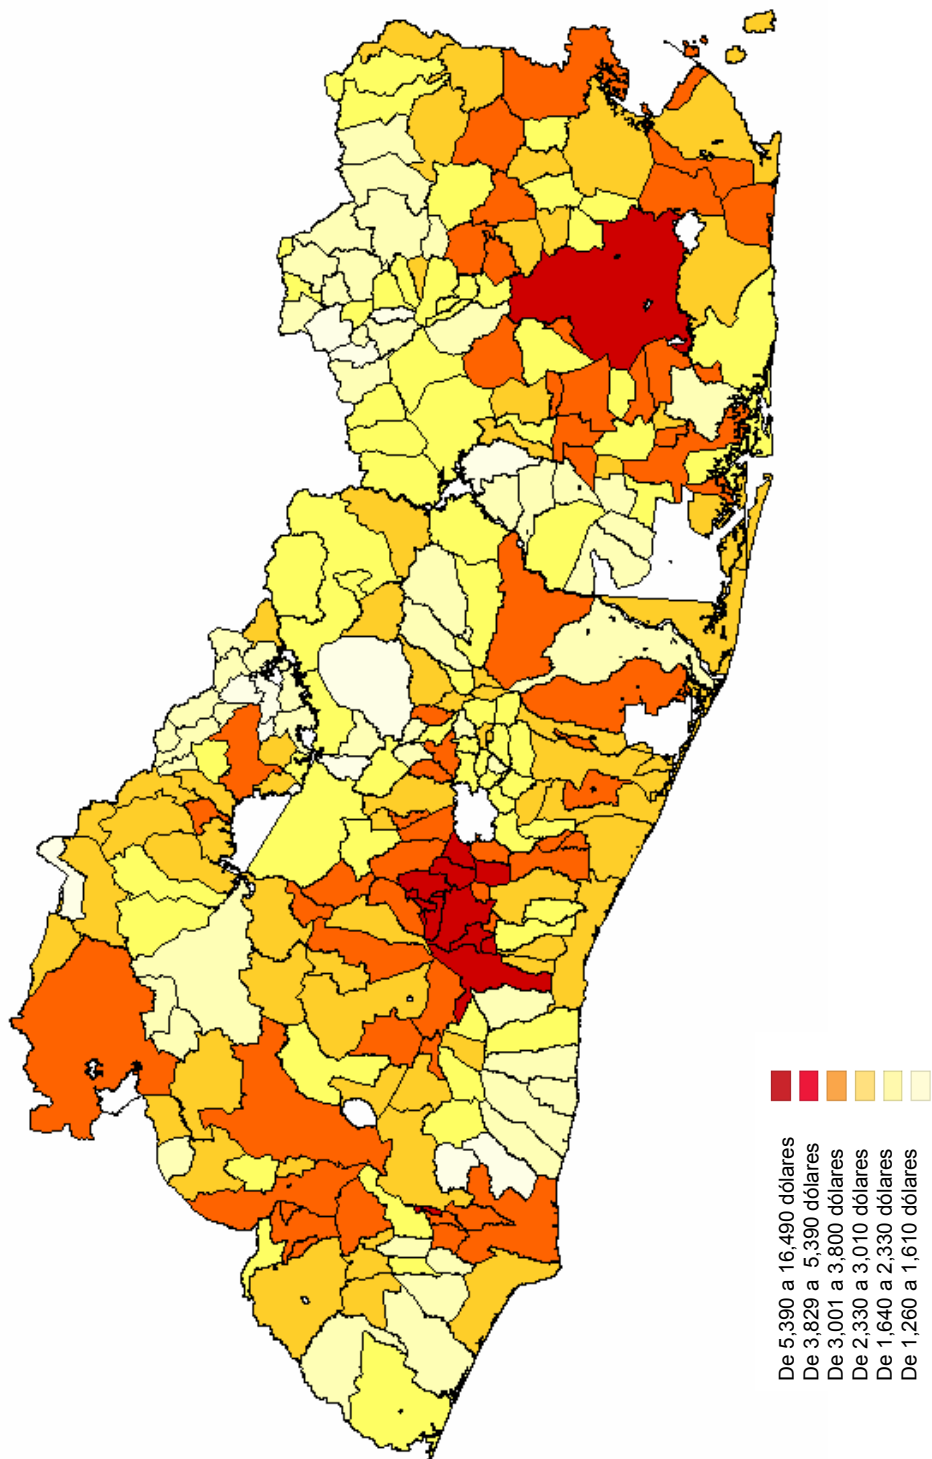 De 5,390 a 16,490 dólares
De 3,829 a 5,390 dólares
De 3,001 a 3,800 dólares
De 2,330 a 3,010 dólares
De 1,640 a 2,330 dólares
De 1,260 a 1,610 dólares